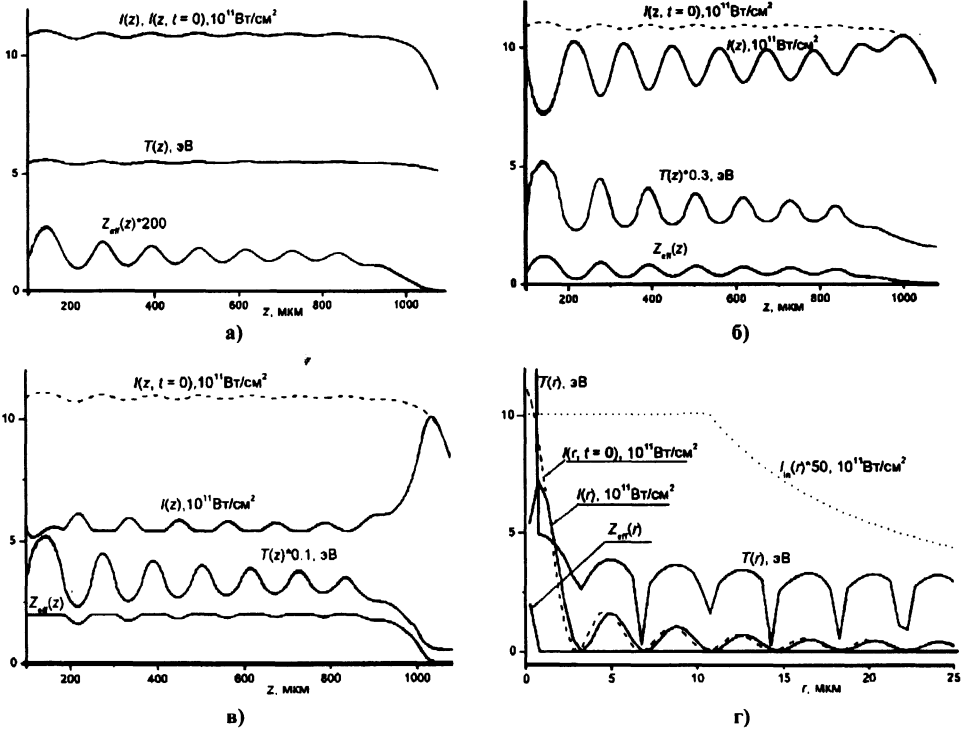 I(z), I(z, t = 0), 10¹¹Вт/см²
10
T(z), эВ
5
Z_eff(z)*200
0
200 400 600 800 1000
z, мкм
а)
I(z, t = 0), 10¹¹Вт/см²
10
I(z), 10¹¹Вт/см²
5
T(z)*0.3, эВ
Z_eff(z)
0
200 400 600 800 1000
z, мкм
б)
I(z, t = 0), 10¹¹Вт/см²
10
I(z), 10¹¹Вт/см²
5
T(z)*0.1, эВ
Z_eff(z)
0
200 400 600 800 1000
z, мкм
в)
T(r), эВ
10
I(r, t = 0), 10¹¹Вт/см²
I_in(r)*50, 10¹¹Вт/см²
I(r), 10¹¹Вт/см²
Z_eff(r)
5
T(r), эВ
0
0 5 10 15 20 25
r, мкм
г)